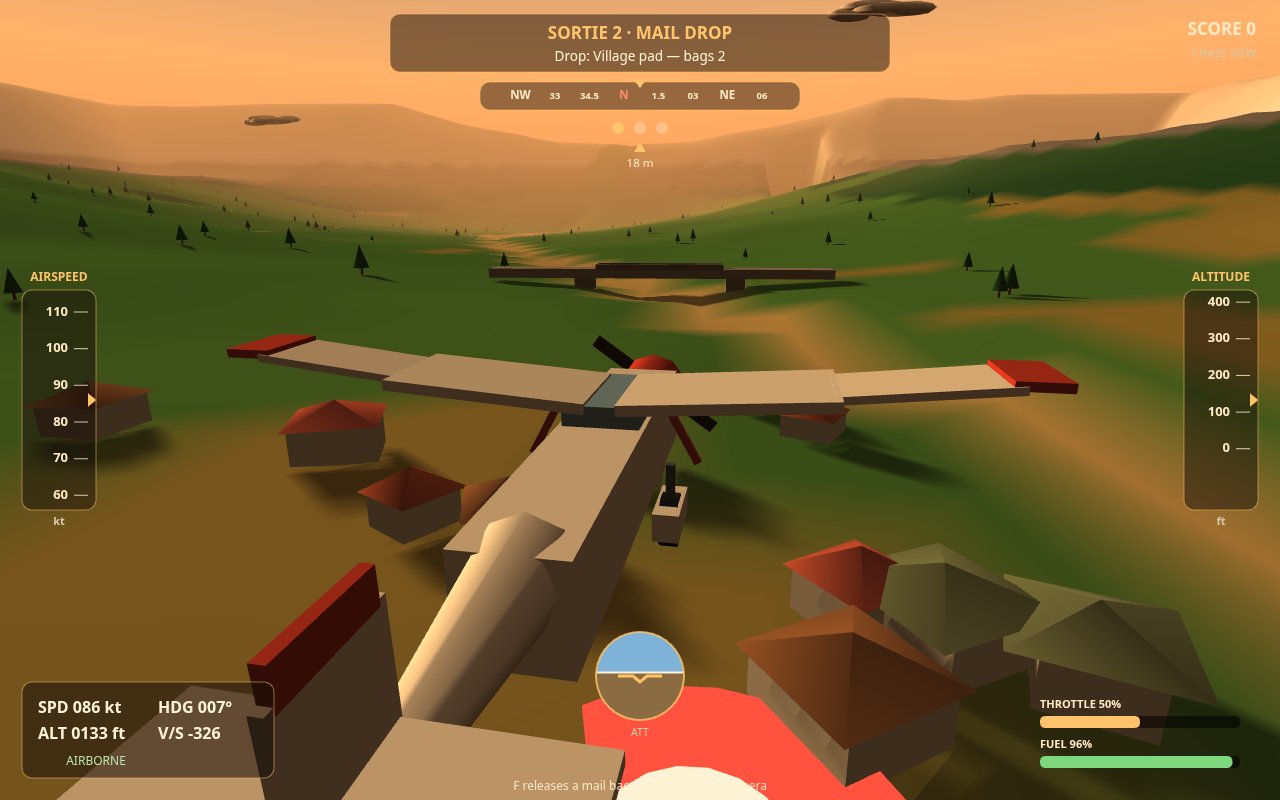 SORTIE 2 · MAIL DROP
Drop: Village pad — bags 2
SCORE 0
CHASE VIEW
NW 33 34.5 N 1.5 03 NE 06
18 m
AIRSPEED
110
100
90
80
70
60
kt
ALTITUDE
400
300
200
100
0
ft
SPD 086 kt HDG 007°
ALT 0133 ft V/S -326
AIRBORNE
ATT
THROTTLE 50%
FUEL 96%
F releases a mail